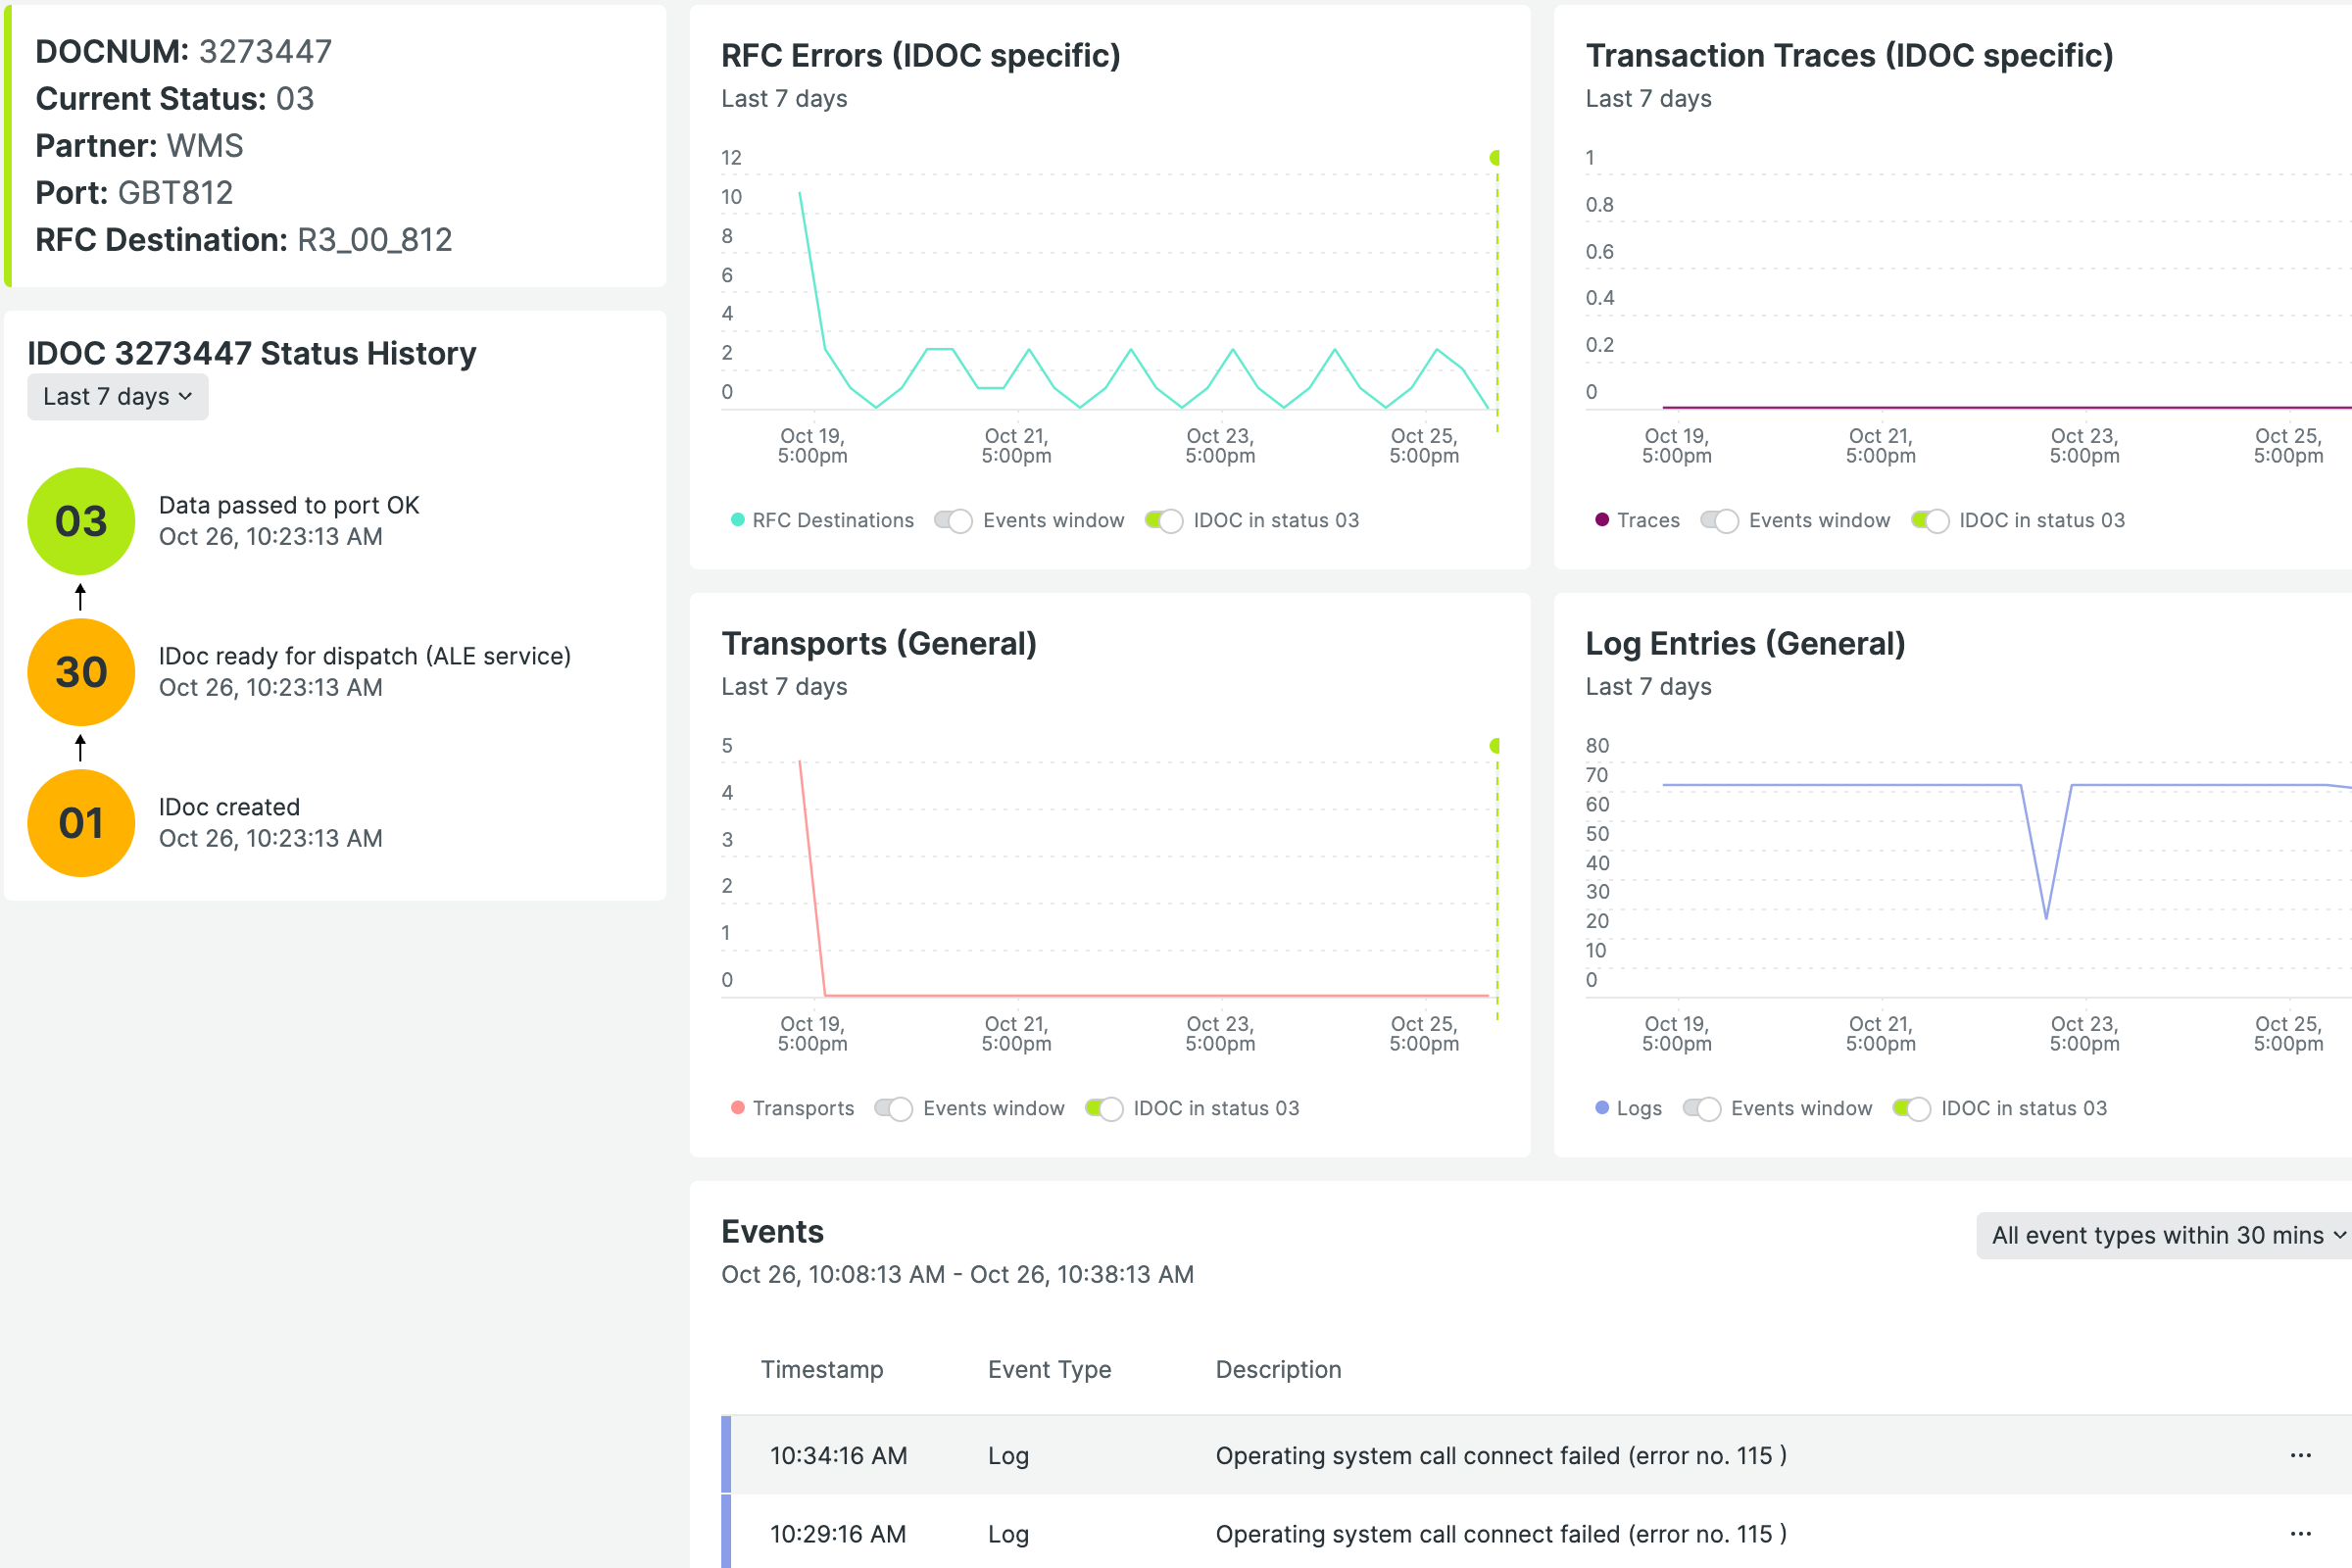 DOCNUM: 3273447
Current Status: 03
Partner: WMS
Port: GBT812
RFC Destination: R3_00_812
IDOC 3273447 Status History
Last 7 days
03
Data passed to port OK
Oct 26, 10:23:13 AM
30
IDoc ready for dispatch (ALE service)
Oct 26, 10:23:13 AM
01
IDoc created
Oct 26, 10:23:13 AM
RFC Errors (IDOC specific)
Last 7 days
12
10
8
6
4
2
0
Oct 19,
5:00pm
Oct 21,
5:00pm
Oct 23,
5:00pm
Oct 25,
5:00pm
RFC Destinations Events window IDOC in status 03
Transaction Traces (IDOC specific)
Last 7 days
1
0.8
0.6
0.4
0.2
0
Oct 19,
5:00pm
Oct 21,
5:00pm
Oct 23,
5:00pm
Oct 25,
5:00pm
Traces Events window IDOC in status 03
Transports (General)
Last 7 days
5
4
3
2
1
0
Oct 19,
5:00pm
Oct 21,
5:00pm
Oct 23,
5:00pm
Oct 25,
5:00pm
Transports Events window IDOC in status 03
Log Entries (General)
Last 7 days
80
70
60
50
40
30
20
10
0
Oct 19,
5:00pm
Oct 21,
5:00pm
Oct 23,
5:00pm
Oct 25,
5:00pm
Logs Events window IDOC in status 03
Events
Oct 26, 10:08:13 AM - Oct 26, 10:38:13 AM
All event types within 30 mins
Timestamp Event Type Description
10:34:16 AM Log Operating system call connect failed (error no. 115 ) ...
10:29:16 AM Log Operating system call connect failed (error no. 115 ) ...